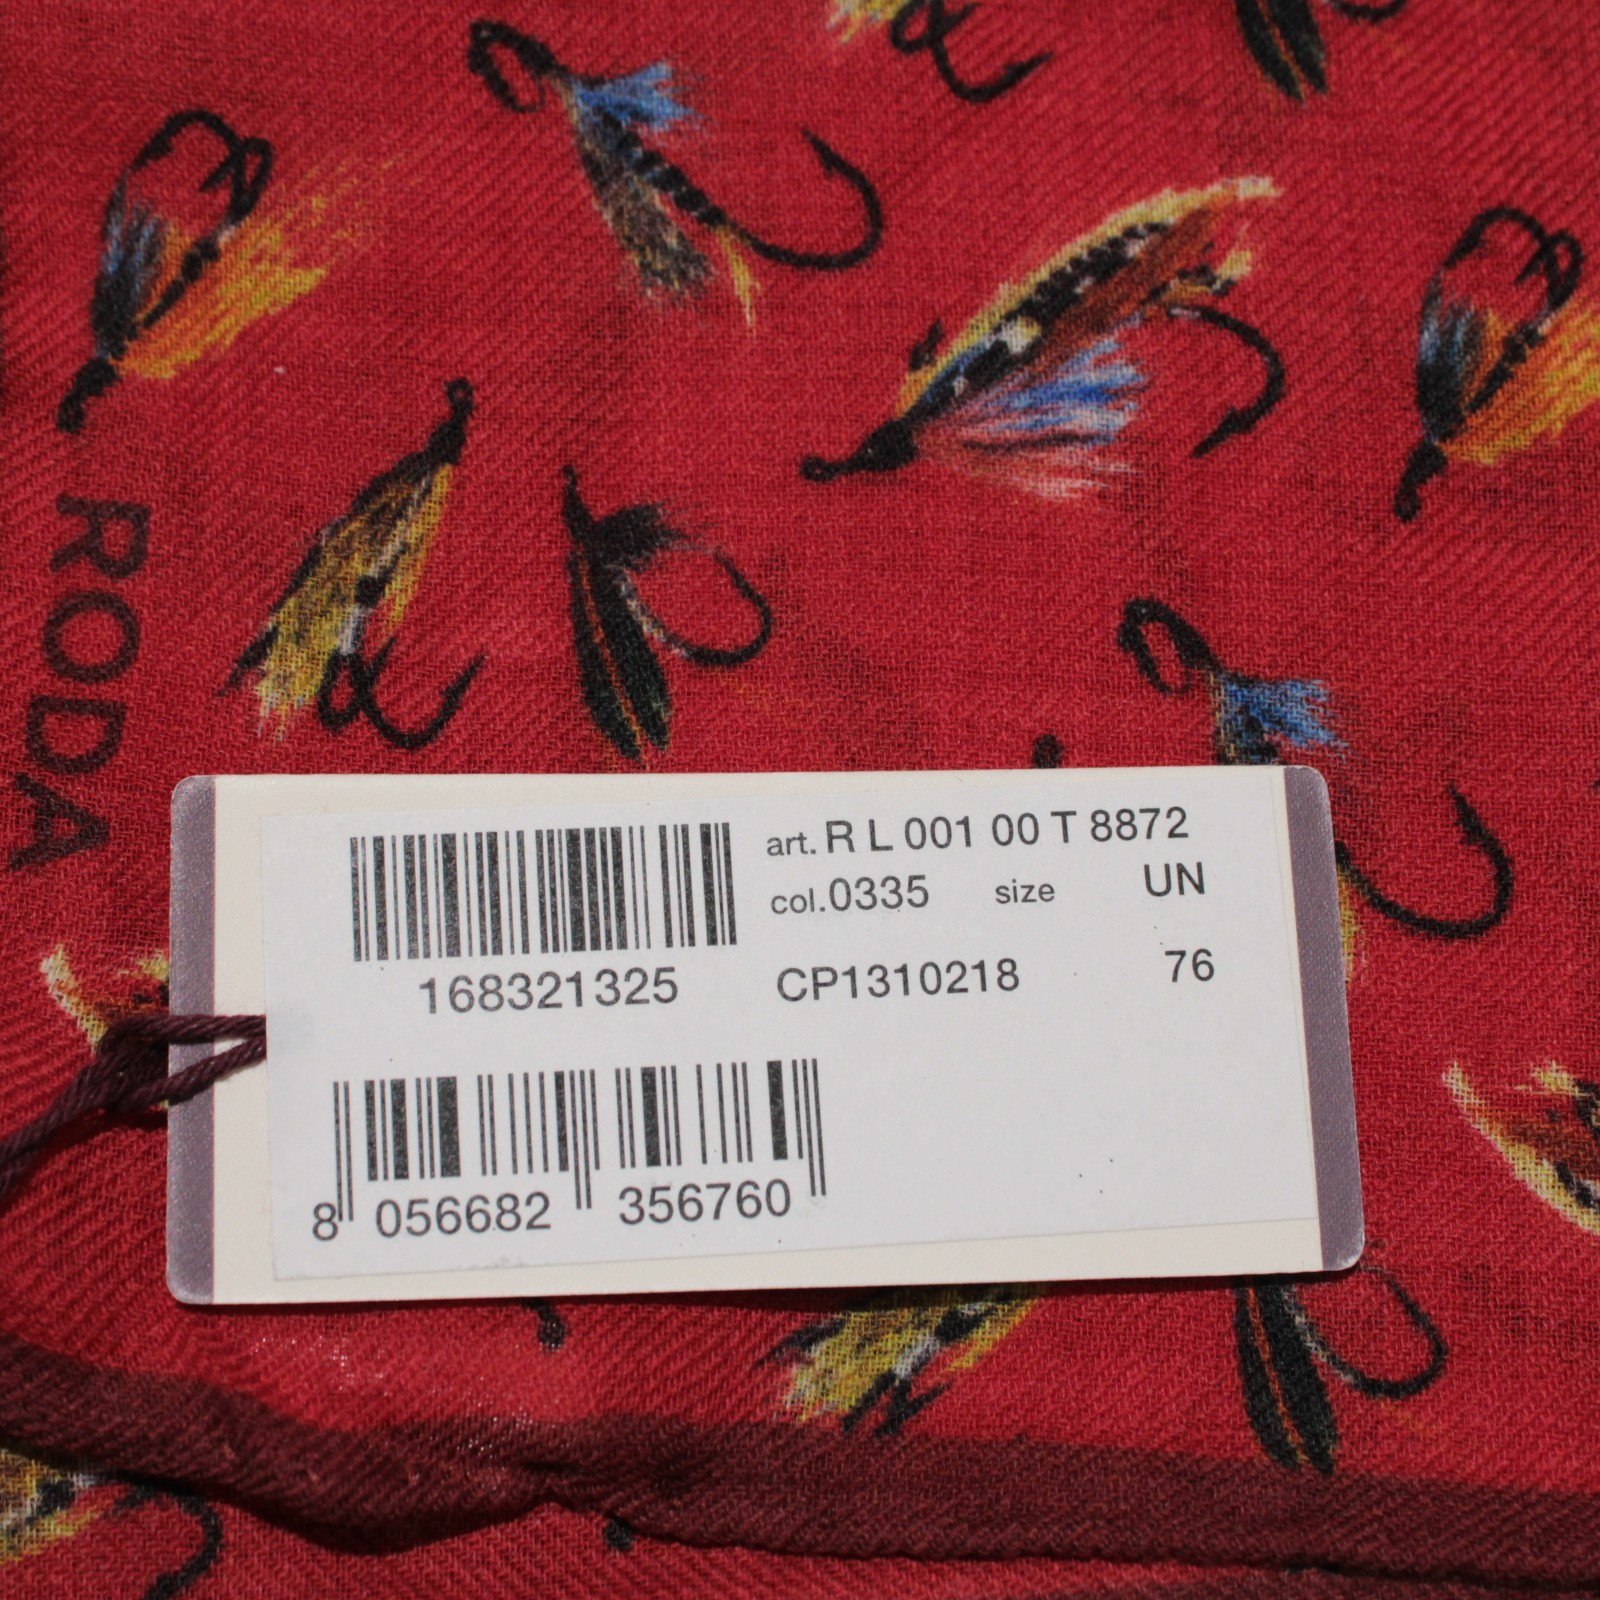 RODA
art. R L 001 00 T 8872
col.0335 size UN
168321325 CP1310218 76
8 056682 356760